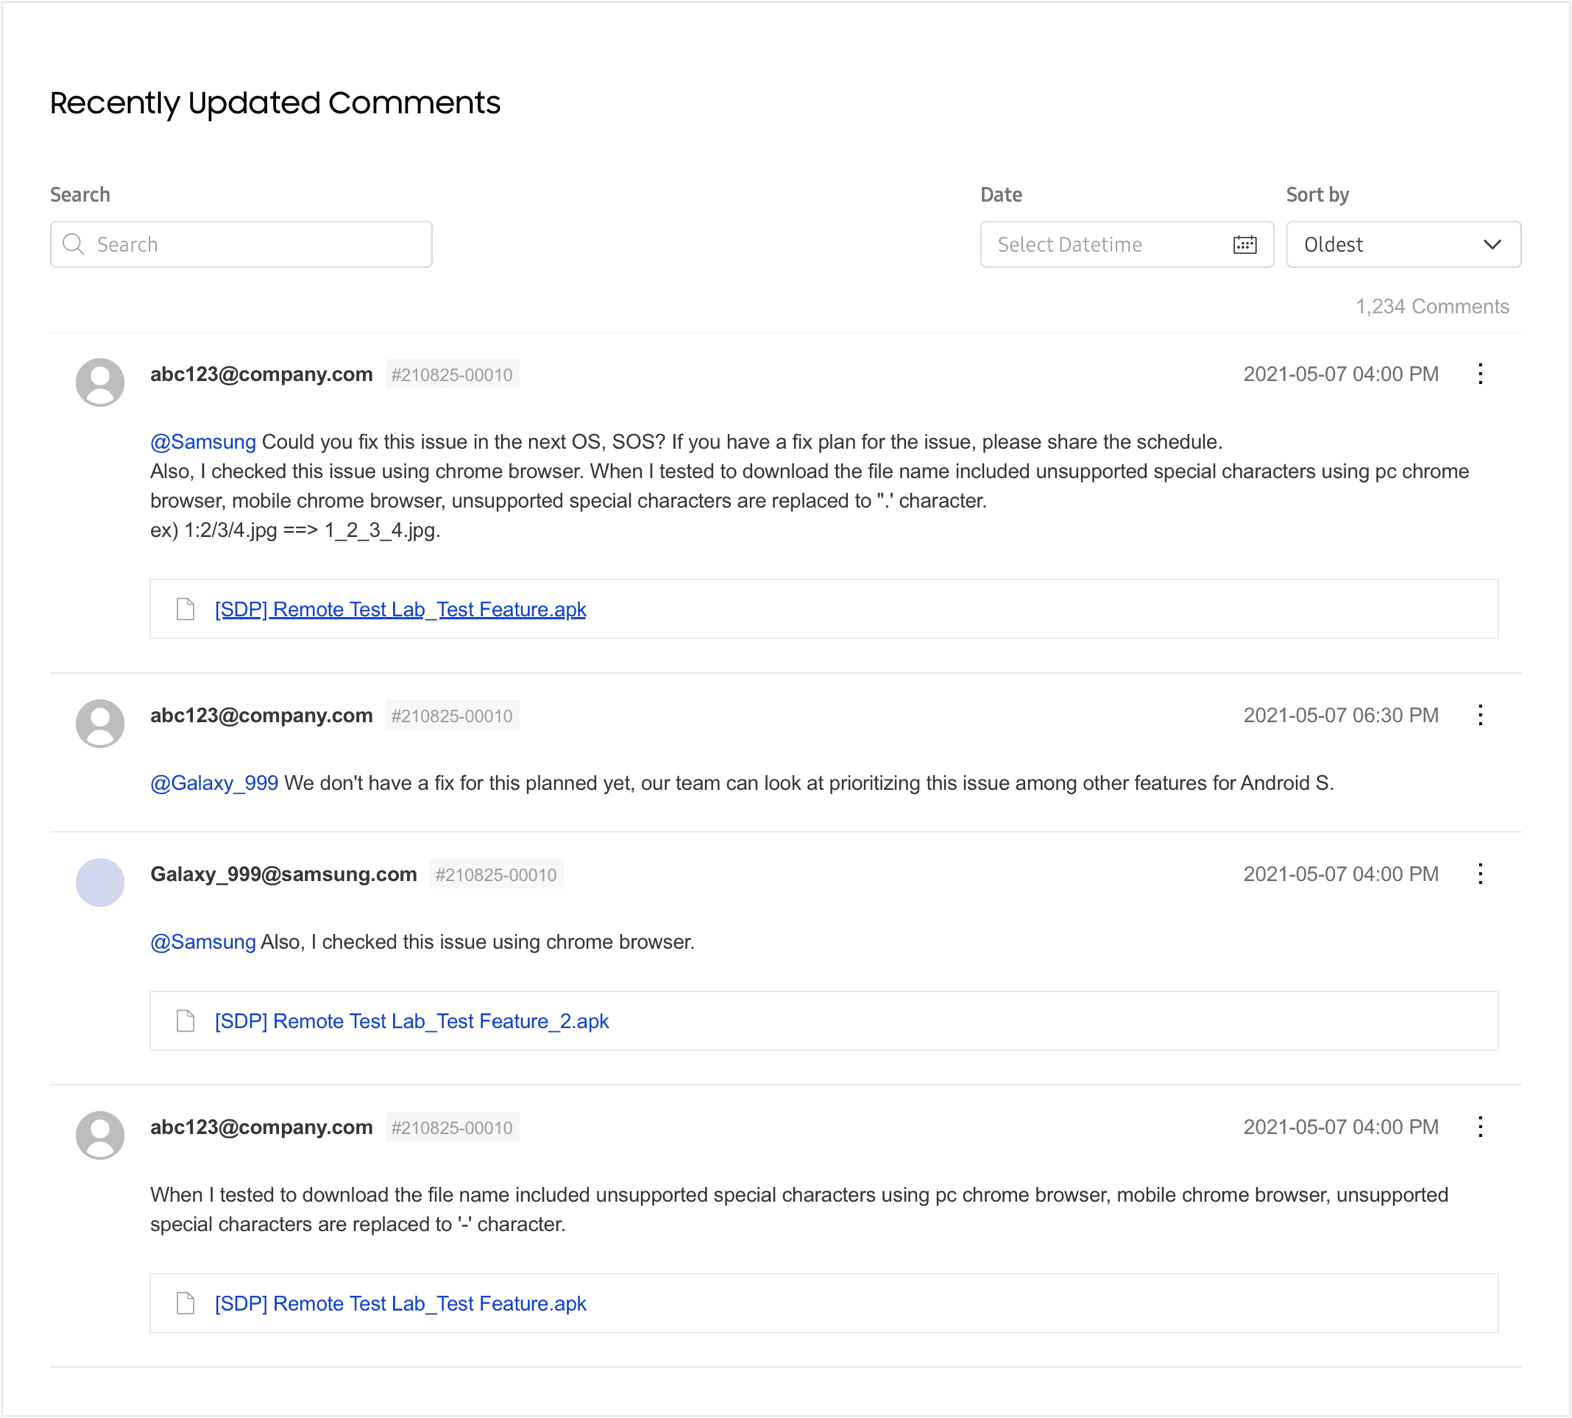 Recently Updated Comments
Search
Date
Sort by
Search
Select Datetime
Oldest
1,234 Comments
abc123@company.com #210825-00010 2021-05-07 04:00 PM
@Samsung Could you fix this issue in the next OS, SOS? If you have a fix plan for the issue, please share the schedule.
Also, I checked this issue using chrome browser. When I tested to download the file name included unsupported special characters using pc chrome
browser, mobile chrome browser, unsupported special characters are replaced to ".' character.
ex) 1:2/3/4.jpg ==> 1_2_3_4.jpg.
[SDP] Remote Test Lab_Test Feature.apk
abc123@company.com #210825-00010 2021-05-07 06:30 PM
@Galaxy_999 We don't have a fix for this planned yet, our team can look at prioritizing this issue among other features for Android S.
Galaxy_999@samsung.com #210825-00010 2021-05-07 04:00 PM
@Samsung Also, I checked this issue using chrome browser.
[SDP] Remote Test Lab_Test Feature_2.apk
abc123@company.com #210825-00010 2021-05-07 04:00 PM
When I tested to download the file name included unsupported special characters using pc chrome browser, mobile chrome browser, unsupported
special characters are replaced to '-' character.
[SDP] Remote Test Lab_Test Feature.apk